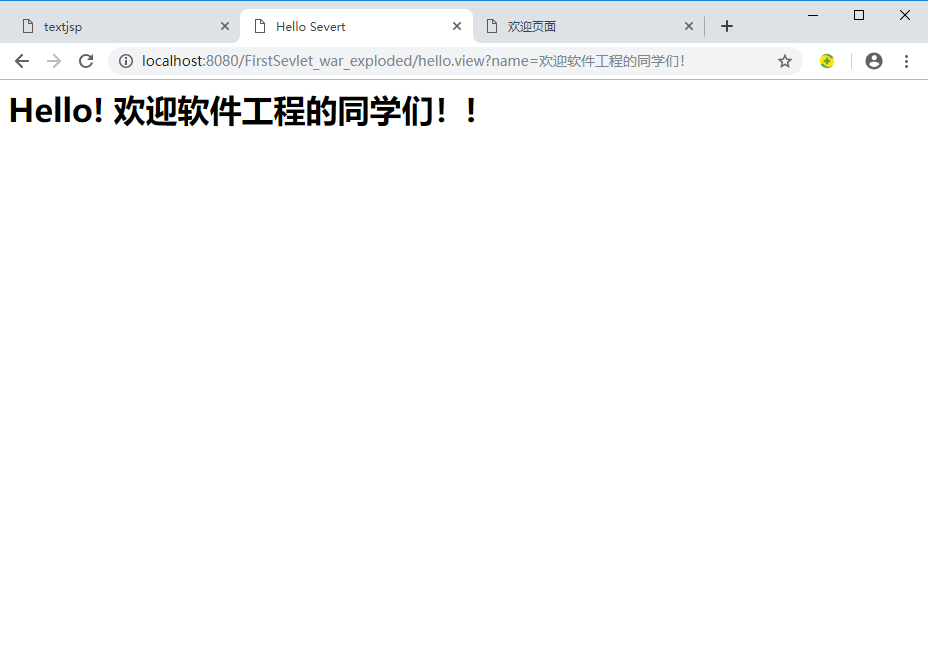 textjsp
Hello Severt
欢迎页面
localhost:8080/FirstSevlet_war_exploded/hello.view?name=欢迎软件工程的同学们!
Hello! 欢迎软件工程的同学们！!